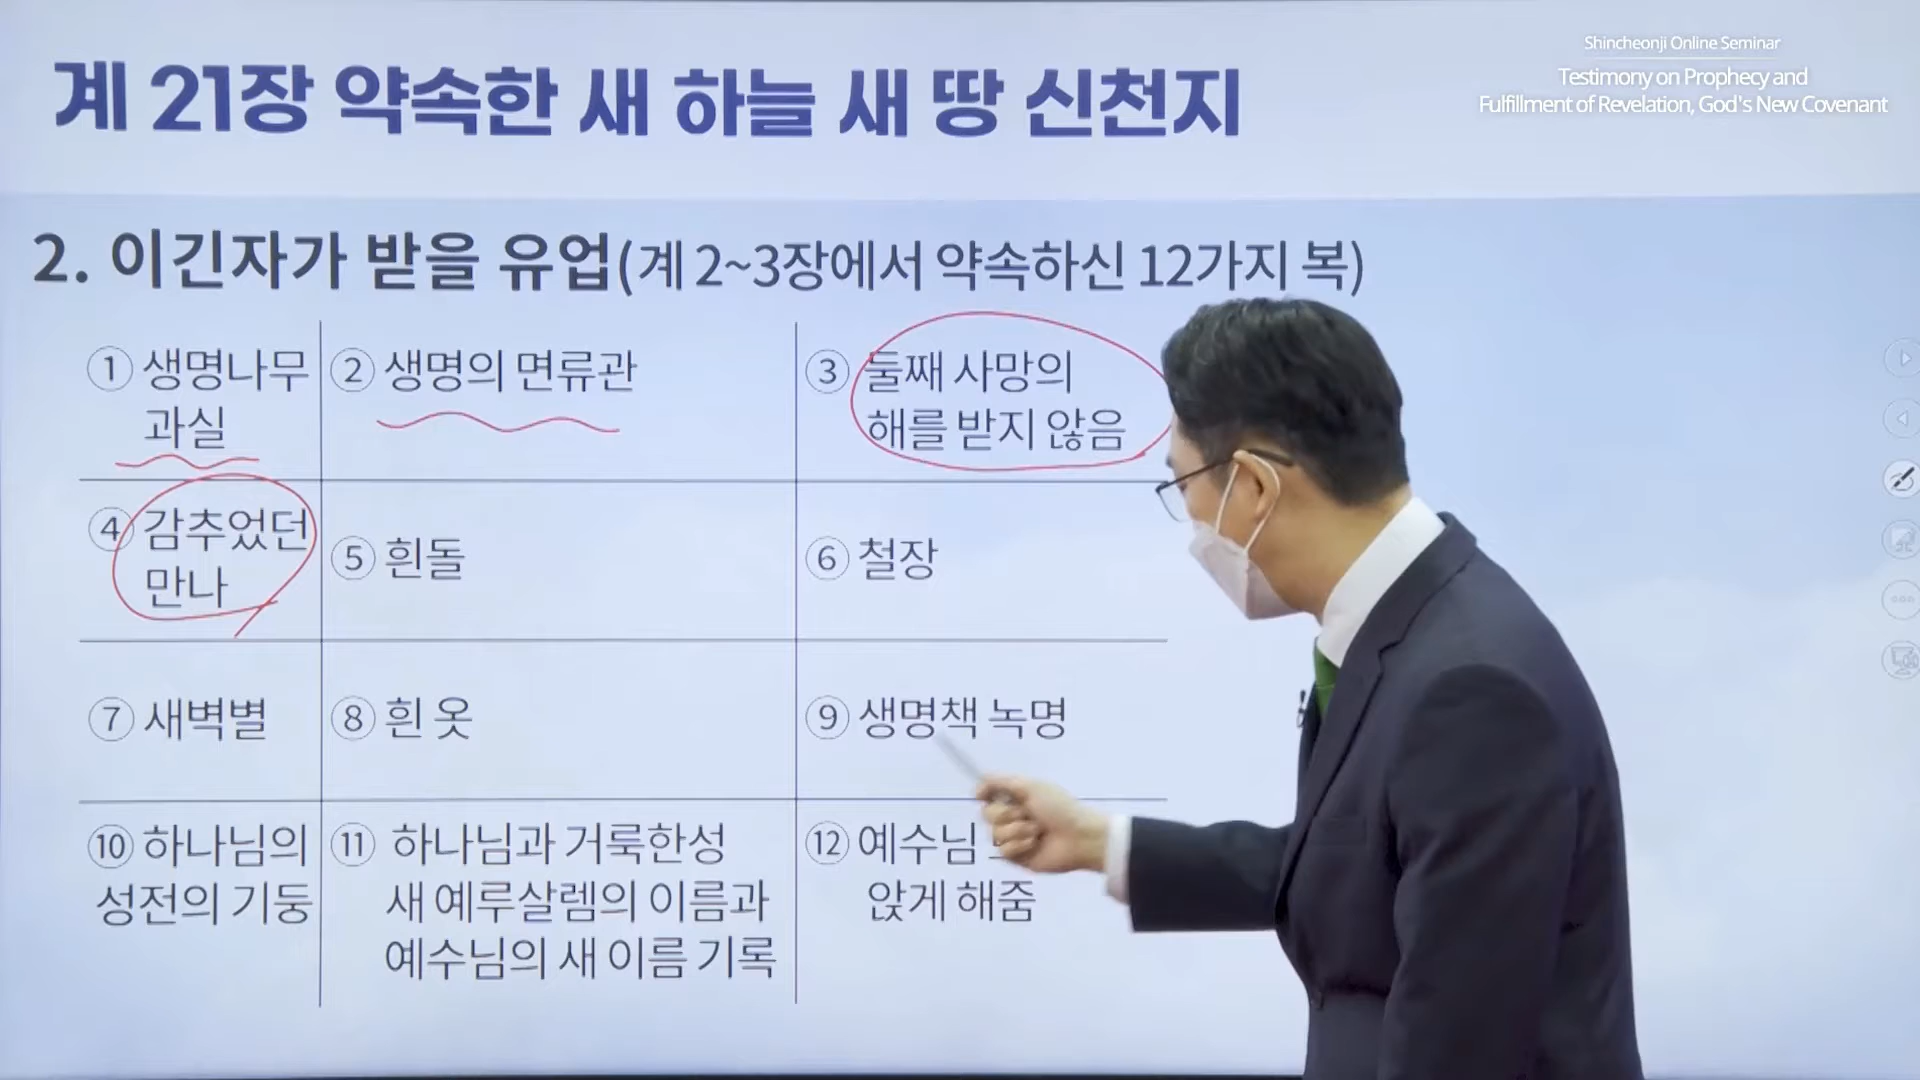 Shincheonji Online Seminar
Testimony on Prophecy and
Fulfillment of Revelation, God's New Covenant
계 21장 약속한 새 하늘 새 땅 신천지
2. 이긴자가 받을 유업(계 2~3장에서 약속하신 12가지 복)
① 생명나무
과실
② 생명의 면류관
③ 둘째 사망의
해를 받지 않음
④ 감추었던
만나
⑤ 흰돌
⑥ 철장
⑦ 새벽별
⑧ 흰 옷
⑨ 생명책 녹명
⑩ 하나님의
성전의 기둥
⑪ 하나님과 거룩한성
새 예루살렘의 이름과
예수님의 새 이름 기록
⑫ 예수님
앉게 해줌